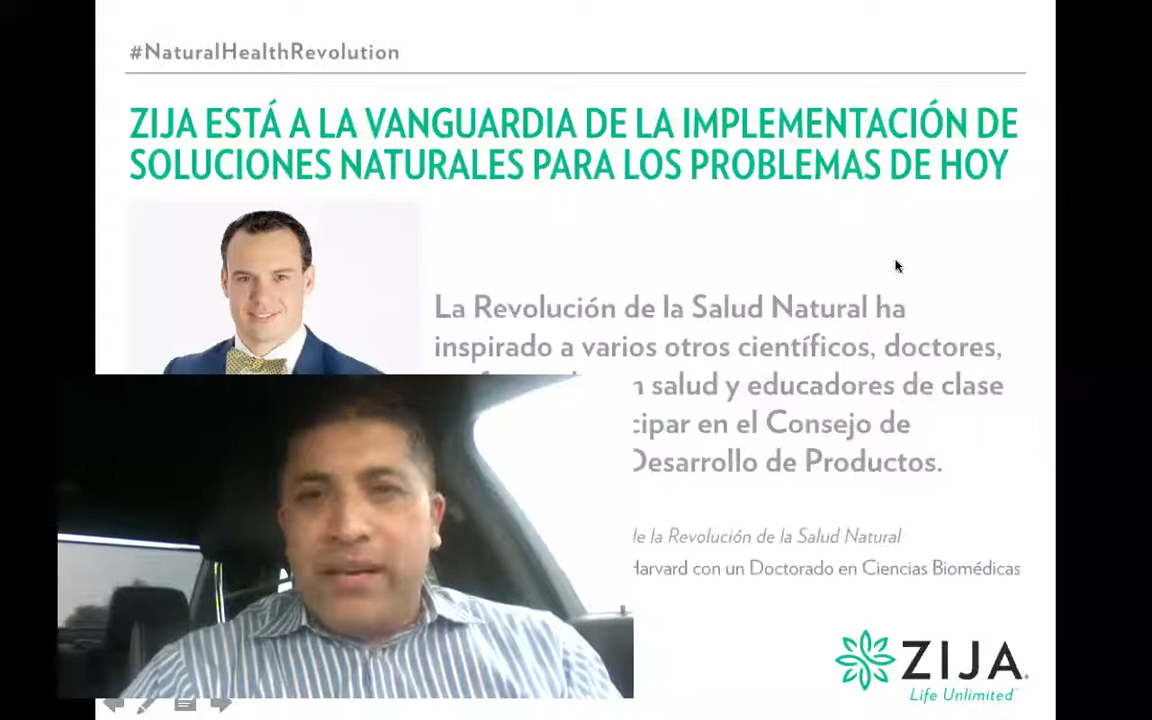 #NaturalHealthRevolution
ZIJA ESTÁ A LA VANGUARDIA DE LA IMPLEMENTACIÓN DE
SOLUCIONES NATURALES PARA LOS PROBLEMAS DE HOY
La Revolución de la Salud Natural ha
inspirado a varios otros científicos, doctores,
salud y educadores de clase
en el Consejo de
Desarrollo de Productos.
de la Revolución de la Salud Natural
Harvard con un Doctorado en Ciencias Biomédicas
ZIJA
Life Unlimited